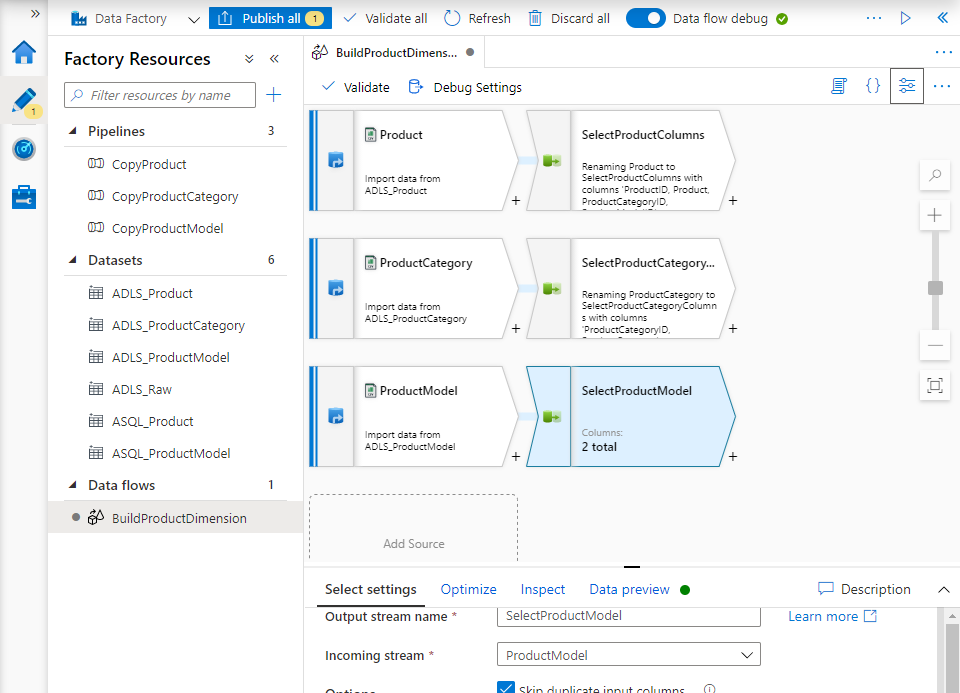 Data Factory
Publish all 1
Validate all
Refresh
Discard all
Data flow debug
Factory Resources
Filter resources by name
Pipelines 3
CopyProduct
CopyProductCategory
CopyProductModel
Datasets 6
ADLS_Product
ADLS_ProductCategory
ADLS_ProductModel
ADLS_Raw
ASQL_Product
ASQL_ProductModel
Data flows 1
BuildProductDimension
1
BuildProductDimens...
Validate
Debug Settings
{}
Product
Import data from
ADLS_Product
+
SelectProductColumns
Renaming Product to
SelectProductColumns with
columns 'ProductID, Product,
ProductCategoryID,
+
ProductCategory
Import data from
ADLS_ProductCategory
+
SelectProductCategory...
Renaming ProductCategory to
SelectProductCategoryColumn
s with columns
'ProductCategoryID,
+
ProductModel
Import data from
ADLS_ProductModel
+
SelectProductModel
Columns:
2 total
+
Add Source
Select settings
Optimize
Inspect
Data preview
Description
Output stream name *
SelectProductModel
Learn more
Incoming stream *
ProductModel
Options
Skip duplicate input columns